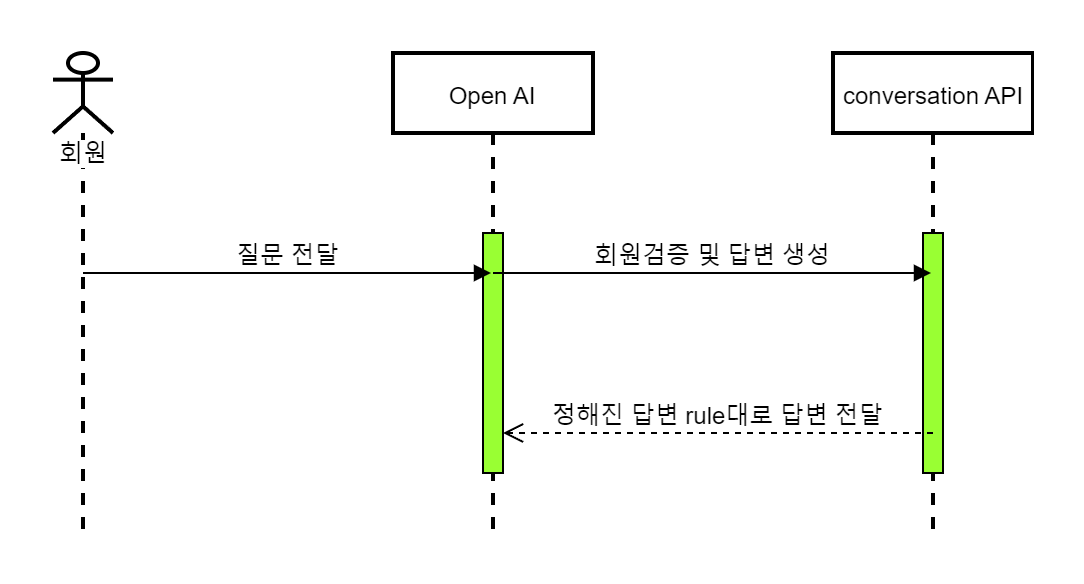 Open AI
conversation API
회원
질문 전달
회원검증 및 답변 생성
정해진 답변 rule대로 답변 전달